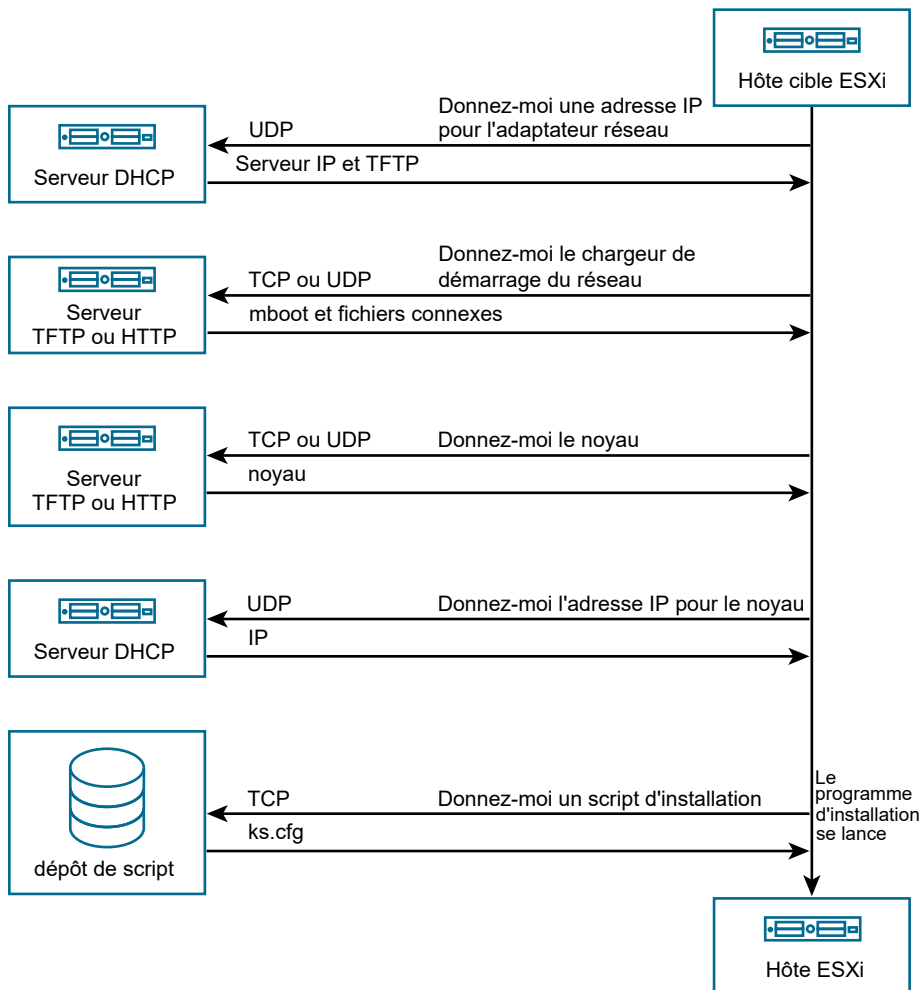 Hôte cible ESXi
Donnez-moi une adresse IP
pour l'adaptateur réseau
UDP
Serveur IP et TFTP
Serveur DHCP
Donnez-moi le chargeur de
démarrage du réseau
TCP ou UDP
mboot et fichiers connexes
Serveur
TFTP ou HTTP
TCP ou UDP
Donnez-moi le noyau
noyau
Serveur
TFTP ou HTTP
UDP
Donnez-moi l'adresse IP pour le noyau
IP
Serveur DHCP
TCP
Donnez-moi un script d'installation
ks.cfg
dépôt de script
Le
programme
d'installation
se lance
Hôte ESXi